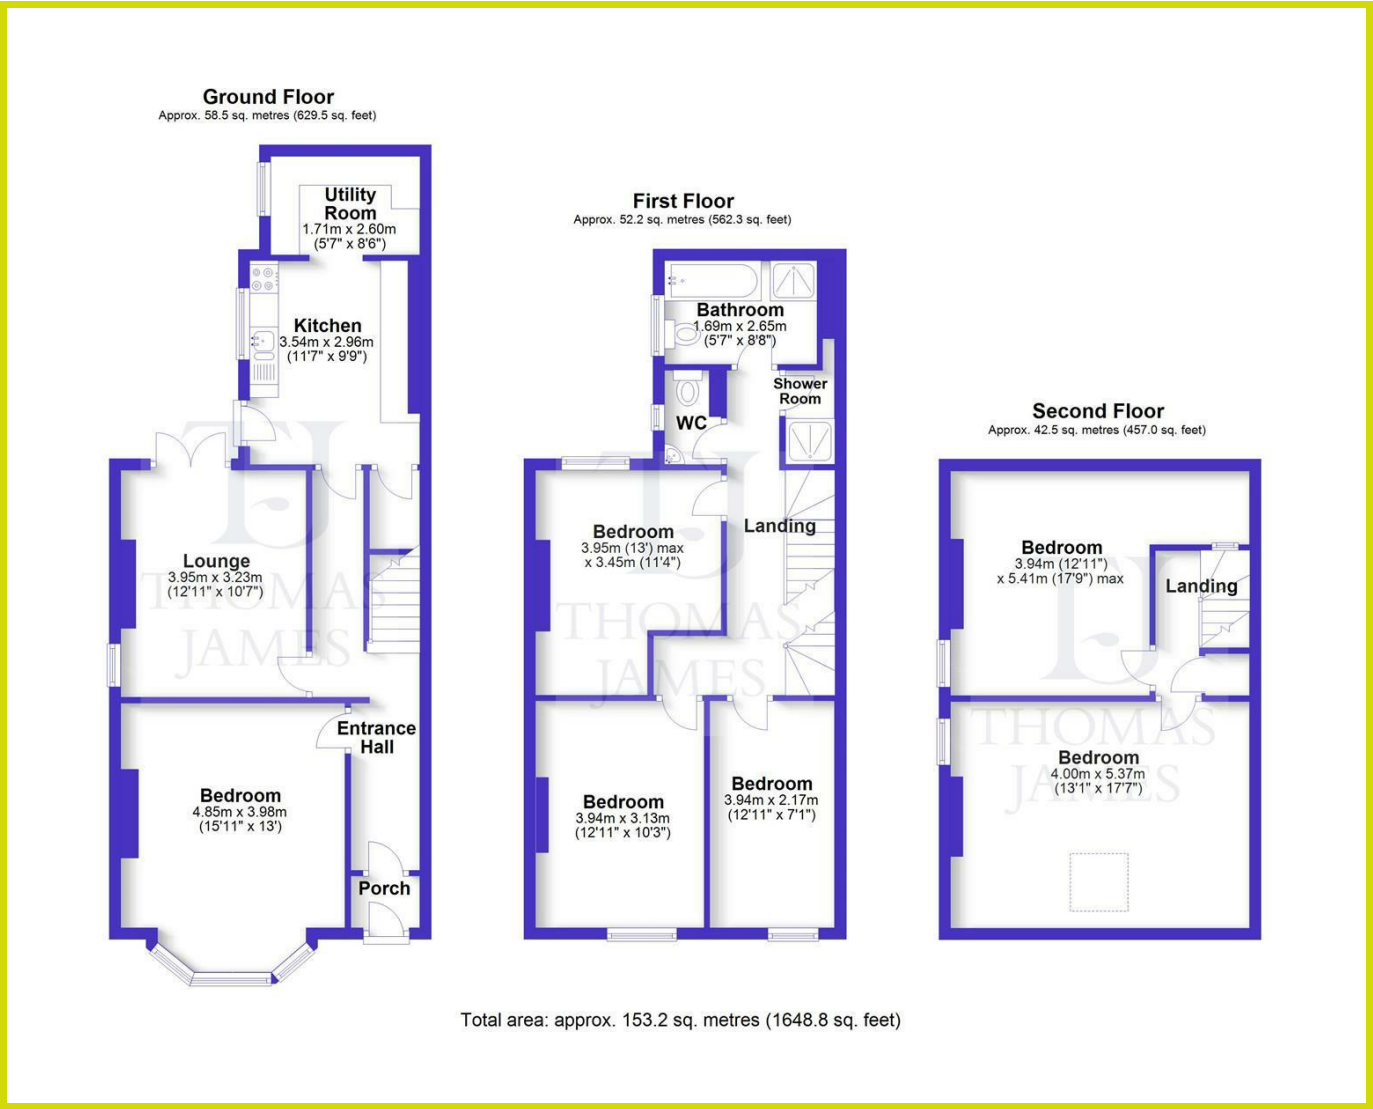 Ground Floor
Approx. 58.5 sq. metres (629.5 sq. feet)
Utility
Room
1.71m x 2.60m
(5'7" x 8'6")
Kitchen
3.54m x 2.96m
(11'7" x 9'9")
Lounge
3.95m x 3.23m
(12'11" x 10'7")
Entrance
Hall
Bedroom
4.85m x 3.98m
(15'11" x 13')
Porch
TJ
THOMAS
JAMES
First Floor
Approx. 52.2 sq. metres (562.3 sq. feet)
Bathroom
1.69m x 2.65m
(5'7" x 8'8")
Shower
Room
WC
Bedroom
3.95m (13') max
x 3.45m (11'4")
Landing
Bedroom
3.94m x 3.13m
(12'11" x 10'3")
Bedroom
3.94m x 2.17m
(12'11" x 7'1")
TJ
THOMAS
JAMES
Second Floor
Approx. 42.5 sq. metres (457.0 sq. feet)
Bedroom
3.94m (12'11")
x 5.41m (17'9") max
Landing
Bedroom
4.00m x 5.37m
(13'1" x 17'7")
TJ
THOMAS
JAMES
Total area: approx. 153.2 sq. metres (1648.8 sq. feet)